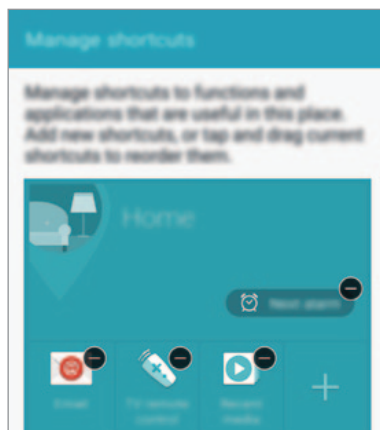 Manage shortcuts
Manage shortcuts to functions and
applications that are useful in this place.
Add new shortcuts, or tap and drag current
shortcuts to reorder them.
Home
Next alarm
Email
TV remote
control
Recent
media